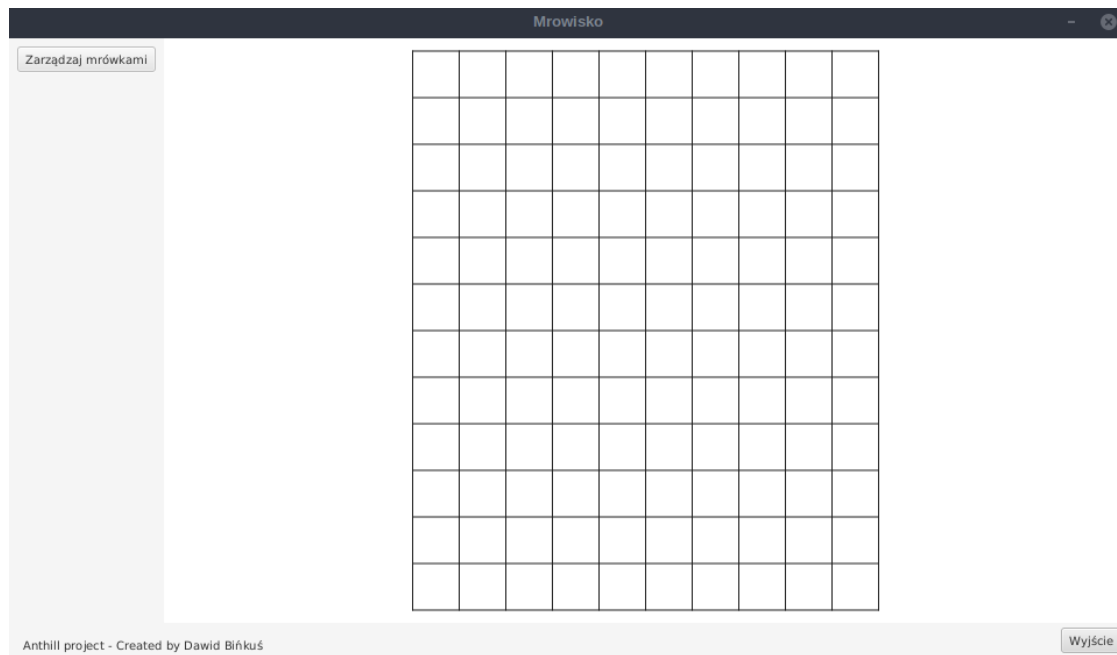 Mrowisko
Zarządzaj mrówkami
Anthill project - Created by Dawid Bińkuś
Wyjście